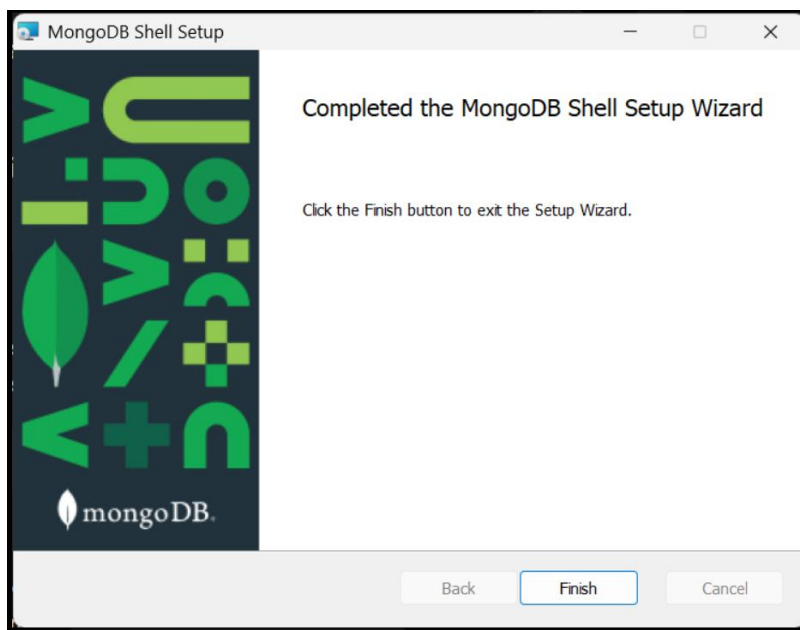 MongoDB Shell Setup
Completed the MongoDB Shell Setup Wizard
Click the Finish button to exit the Setup Wizard.
mongoDB.
Back Finish Cancel